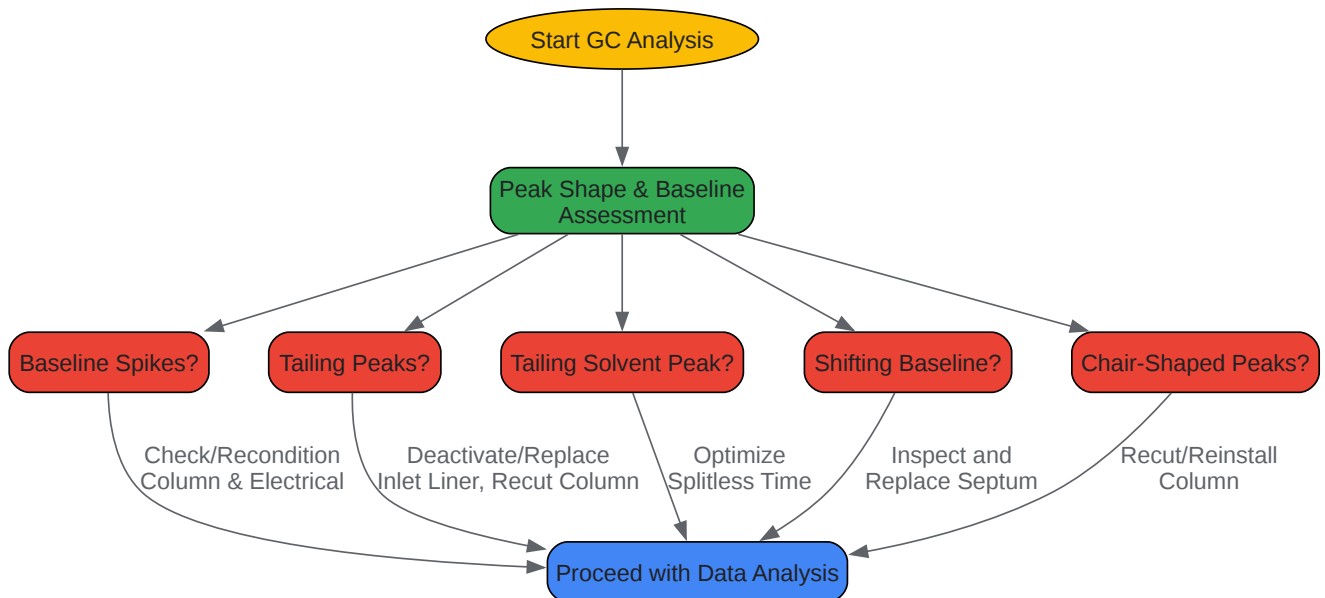 Start GC Analysis
Peak Shape & Baseline
Assessment
Baseline Spikes?
Tailing Peaks?
Tailing Solvent Peak?
Shifting Baseline?
Chair-Shaped Peaks?
Check/Recondition
Column & Electrical
Deactivate/Replace
Inlet Liner, Recut Column
Optimize
Splitless Time
Inspect and
Replace Septum
Recut/Reinstall
Column
Proceed with Data Analysis